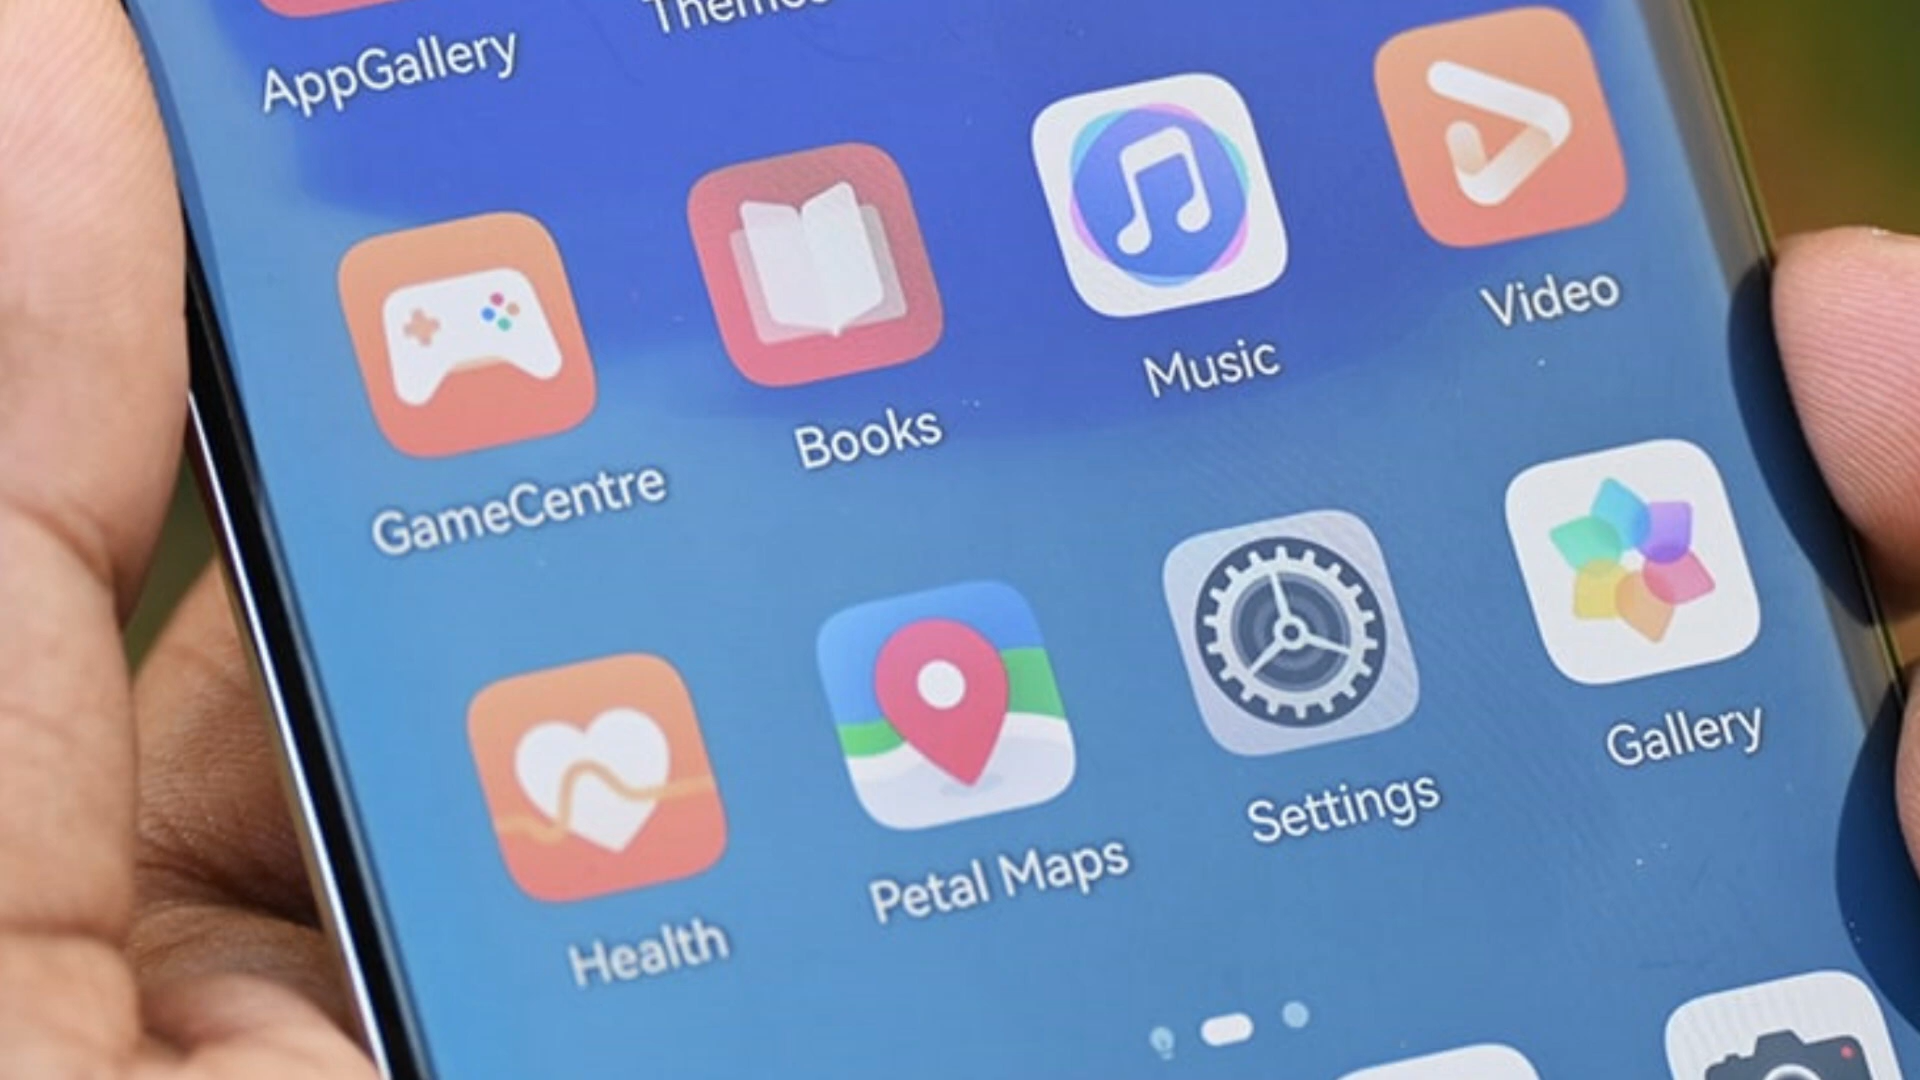 AppGallery
Themes
GameCentre
Books
Music
Video
Health
Petal Maps
Settings
Gallery